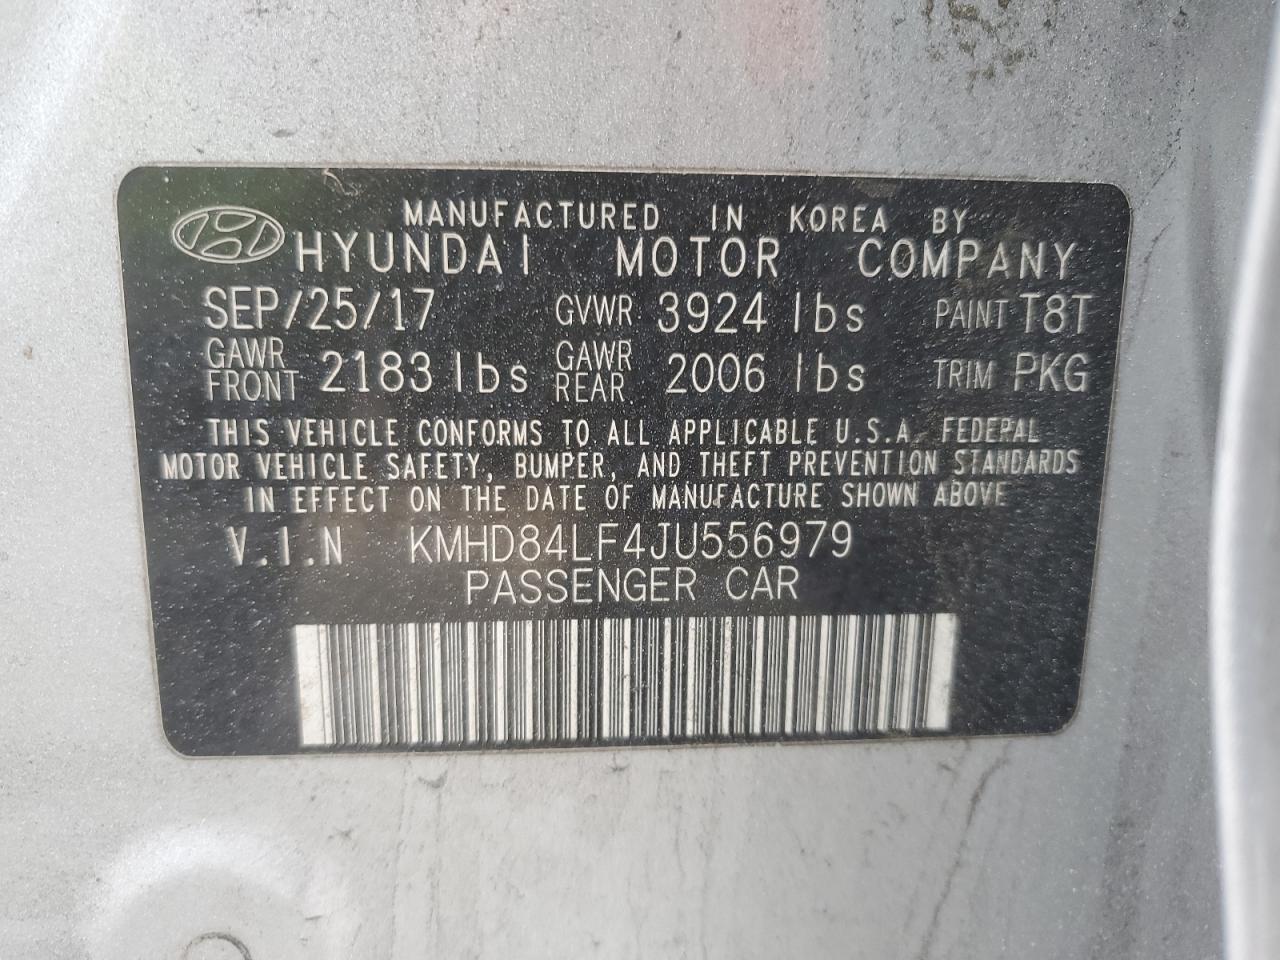 MANUFACTURED IN KOREA BY
HYUNDAI MOTOR COMPANY
SEP/25/17 GVWR 3924 lbs PAINT T8T
GAWR FRONT 2183 lbs GAWR REAR 2006 lbs TRIM PKG
THIS VEHICLE CONFORMS TO ALL APPLICABLE U.S.A. FEDERAL
MOTOR VEHICLE SAFETY, BUMPER, AND THEFT PREVENTION STANDARDS
IN EFFECT ON THE DATE OF MANUFACTURE SHOWN ABOVE
V.I.N KMHD84LF4JU556979
PASSENGER CAR